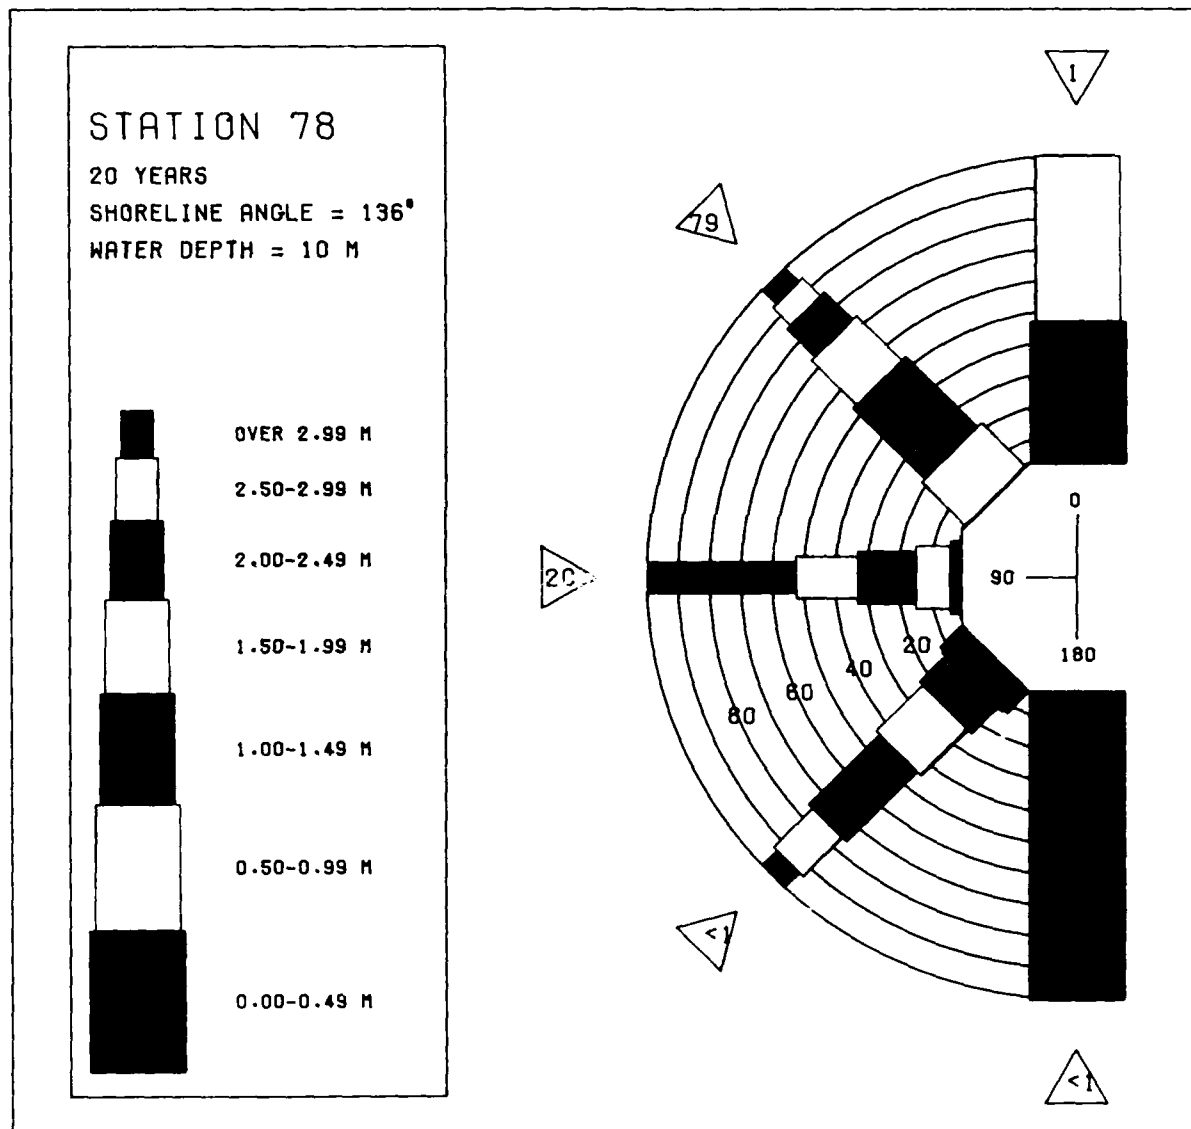 STATION 78
20 YEARS
SHORELINE ANGLE = 136°
WATER DEPTH = 10 M
OVER 2.99 M
2.50-2.99 M
2.00-2.49 M
1.50-1.99 M
1.00-1.49 M
0.50-0.99 M
0.00-0.49 M
1
79
20
<1
<1
0
90
180
20
40
60
80